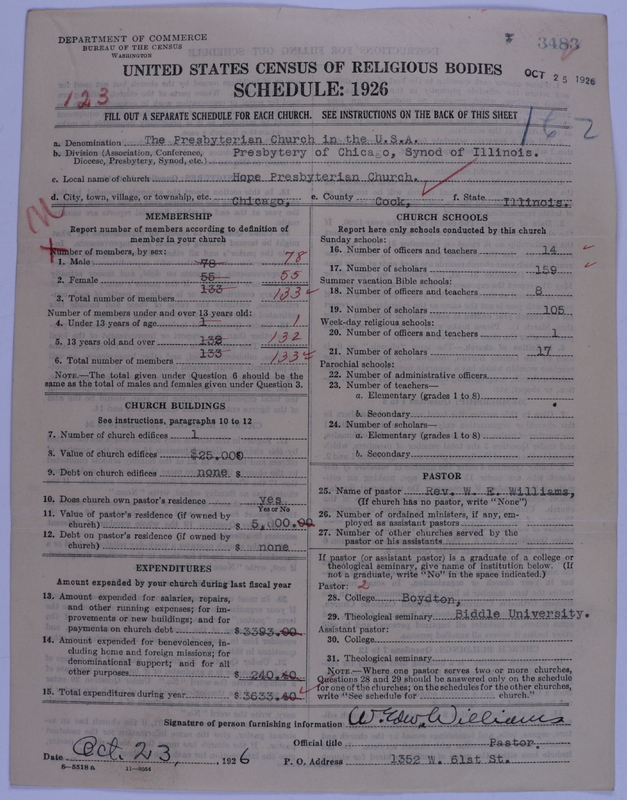 DEPARTMENT OF COMMERCE
BUREAU OF THE CENSUS
WASHINGTON
3483
OCT 25 1926
UNITED STATES CENSUS OF RELIGIOUS BODIES
SCHEDULE: 1926
123
FILL OUT A SEPARATE SCHEDULE FOR EACH CHURCH. SEE INSTRUCTIONS ON THE BACK OF THIS SHEET
162
a. Denomination The Presbyterian Church in the U.S.A.
b. Division (Association, Conference, Diocese, Presbytery, Synod, etc.) Presbytery of Chicago, Synod of Illinois.
c. Local name of church Hope Presbyterian Church.
d. City, town, village, or township, etc. Chicago, e. County Cook, f. State Illinois.
MEMBERSHIP
Report number of members according to definition of
member in your church
Number of members, by sex:
1. Male 78 78
2. Female 55 55
3. Total number of members 133 133
Number of members under and over 13 years old:
4. Under 13 years of age 1 1
5. 13 years old and over 132 132
6. Total number of members 133 133
NOTE.—The total given under Question 6 should be the
same as the total of males and females given under Question 3.
CHURCH BUILDINGS
See instructions, paragraphs 10 to 12
7. Number of church edifices 1
8. Value of church edifices $25.000
9. Debt on church edifices none $
10. Does church own pastor's residence yes
Yes or No
11. Value of pastor's residence (if owned by
church) $ 5,000.00
12. Debt on pastor's residence (if owned by
church) $ none
EXPENDITURES
Amount expended by your church during last fiscal year
13. Amount expended for salaries, repairs,
and other running expenses; for im-
provements or new buildings; and for
payments on church debt $ 3393.00
14. Amount expended for benevolences, in-
cluding home and foreign missions; for
denominational support; and for all
other purposes $ 240.40
15. Total expenditures during year $ 3633.40
CHURCH SCHOOLS
Report here only schools conducted by this church
Sunday schools:
16. Number of officers and teachers 14
17. Number of scholars 159
Summer vacation Bible schools:
18. Number of officers and teachers 8
19. Number of scholars 105
Week-day religious schools:
20. Number of officers and teachers 1
21. Number of scholars 17
Parochial schools:
22. Number of administrative officers
23. Number of teachers—
a. Elementary (grades 1 to 8)
b. Secondary
24. Number of scholars—
a. Elementary (grades 1 to 8)
b. Secondary
PASTOR
25. Name of pastor Rev. W. E. Williams,
(If church has no pastor, write "None")
26. Number of ordained ministers, if any, em-
ployed as assistant pastors
27. Number of other churches served by the
pastor or his assistants
If pastor (or assistant pastor) is a graduate of a college or
theological seminary, give name of institution below. (If
not a graduate, write "No" in the space indicated.)
Pastor: 2
28. College Boydton,
29. Theological seminary Biddle University.
Assistant pastor:
30. College
31. Theological seminary
NOTE.—Where one pastor serves two or more churches,
Questions 28 and 29 should be answered only on the schedule
for one of the churches; on the schedules for the other churches,
write "See schedule for church."
Signature of person furnishing information W. Edw. Williams
Official title Pastor.
Date Oct. 23, 1926 P. O. Address 1352 W. 61st St.
6—5518 a 11—9064